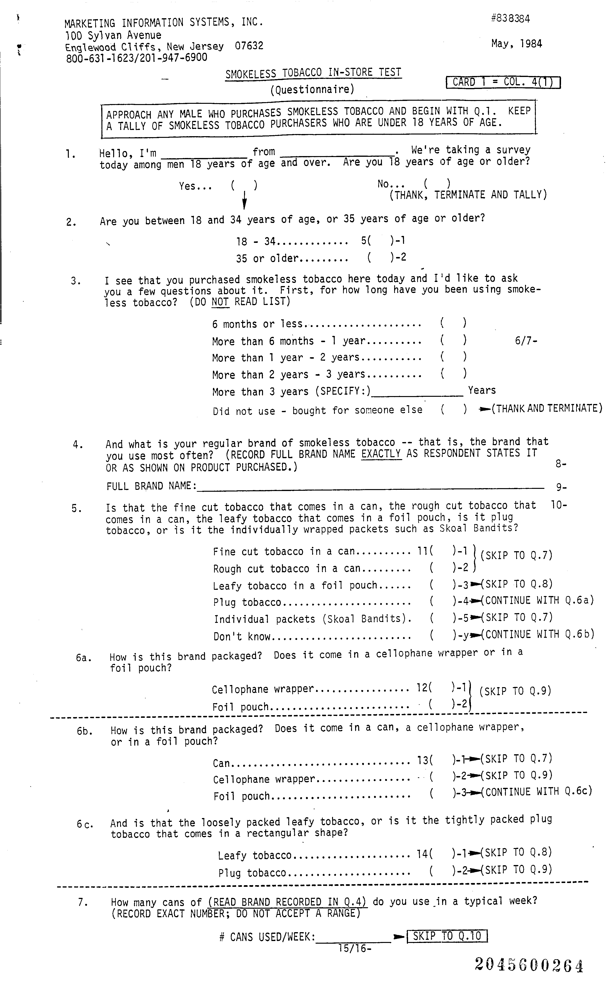 MARKETING INFORMATION SYSTEMS, INC.
#838384
100 Sylvan Avenue
Englewood Cliffs, New Jersey 07632
May, 1984
800-631-1623/201-947-6900
SMOKELESS TOBACCO IN-STORE TEST
CARD 1 = COL. 4(1)
(Questionnaire)
APPROACH ANY MALE WHO PURCHASES SMOKELESS TOBACCO AND BEGIN WITH Q.1. KEEP
A TALLY OF SMOKELESS TOBACCO PURCHASERS WHO ARE UNDER 18 YEARS OF AGE.
1. Hello, I'm ____________ from ________________. We're taking a survey
today among men 18 years of age and over. Are you 18 years of age or older?
Yes... ( ) No... ( )
(THANK, TERMINATE AND TALLY)
2. Are you between 18 and 34 years of age, or 35 years of age or older?
18 - 34............. 5( )-1
35 or older......... ( )-2
3. I see that you purchased smokeless tobacco here today and I'd like to ask
you a few questions about it. First, for how long have you been using smoke-
less tobacco? (DO NOT READ LIST)
6 months or less..................... ( )
More than 6 months - 1 year.......... ( ) 6/7-
More than 1 year - 2 years........... ( )
More than 2 years - 3 years.......... ( )
More than 3 years (SPECIFY:)______________ Years
Did not use - bought for someone else ( ) ►(THANK AND TERMINATE)
4. And what is your regular brand of smokeless tobacco -- that is, the brand that
you use most often? (RECORD FULL BRAND NAME EXACTLY AS RESPONDENT STATES IT
OR AS SHOWN ON PRODUCT PURCHASED.) 8-
FULL BRAND NAME:____________________________________________ 9-
5. Is that the fine cut tobacco that comes in a can, the rough cut tobacco that 10-
comes in a can, the leafy tobacco that comes in a foil pouch, is it plug
tobacco, or is it the individually wrapped packets such as Skoal Bandits?
Fine cut tobacco in a can.......... 11( )-1 (SKIP TO Q.7)
Rough cut tobacco in a can......... ( )-2
Leafy tobacco in a foil pouch...... ( )-3►(SKIP TO Q.8)
Plug tobacco....................... ( )-4►(CONTINUE WITH Q.6a)
Individual packets (Skoal Bandits). ( )-5►(SKIP TO Q.7)
Don't know......................... ( )-y►(CONTINUE WITH Q.6b)
6a. How is this brand packaged? Does it come in a cellophane wrapper or in a
foil pouch?
Cellophane wrapper................. 12( )-1 (SKIP TO Q.9)
Foil pouch......................... ( )-2
6b. How is this brand packaged? Does it come in a can, a cellophane wrapper,
or in a foil pouch?
Can................................ 13( )-1►(SKIP TO Q.7)
Cellophane wrapper................. ( )-2►(SKIP TO Q.9)
Foil pouch......................... ( )-3►(CONTINUE WITH Q.6c)
6c. And is that the loosely packed leafy tobacco, or is it the tightly packed plug
tobacco that comes in a rectangular shape?
Leafy tobacco...................... 14( )-1►(SKIP TO Q.8)
Plug tobacco....................... ( )-2►(SKIP TO Q.9)
7. How many cans of (READ BRAND RECORDED IN Q.4) do you use in a typical week?
(RECORD EXACT NUMBER; DO NOT ACCEPT A RANGE)
# CANS USED/WEEK:___________ ► SKIP TO Q.10
15/16-
2045600264